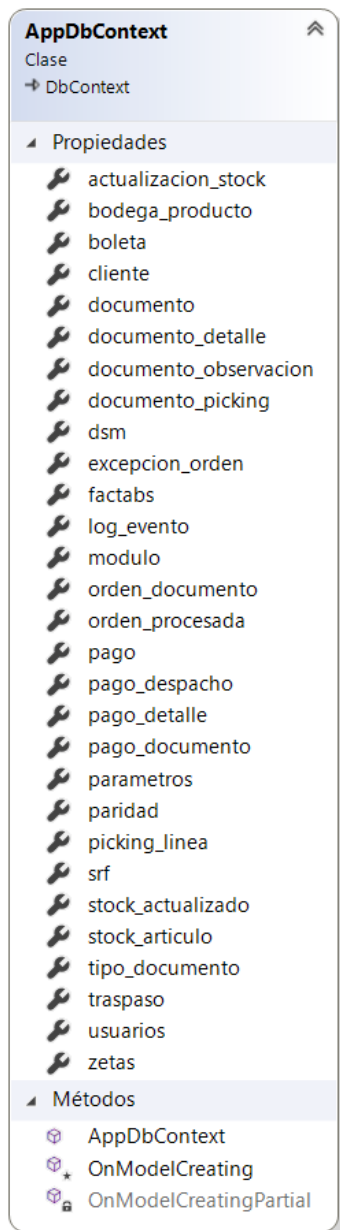 AppDbContext
Clase
DbContext
Propiedades
actualizacion_stock
bodega_producto
boleta
cliente
documento
documento_detalle
documento_observacion
documento_picking
dsm
excepcion_orden
factabs
log_evento
modulo
orden_documento
orden_procesada
pago
pago_despacho
pago_detalle
pago_documento
parametros
paridad
picking_linea
srf
stock_actualizado
stock_articulo
tipo_documento
traspaso
usuarios
zetas
Métodos
AppDbContext
OnModelCreating
OnModelCreatingPartial